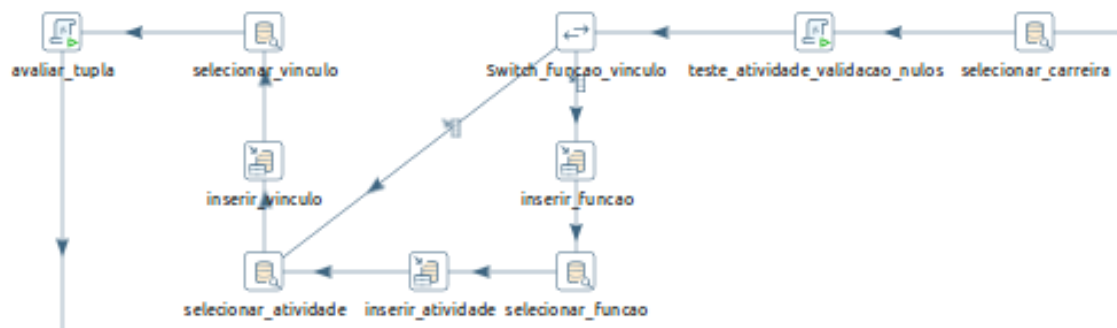 avaliar_tupla
selecionar_vinculo
Switch_funcao_vinculo
teste_atividade_validacao_nulos
selecionar_carreira
inserir_vinculo
inserir_funcao
selecionar_atividade
inserir_atividade
selecionar_funcao